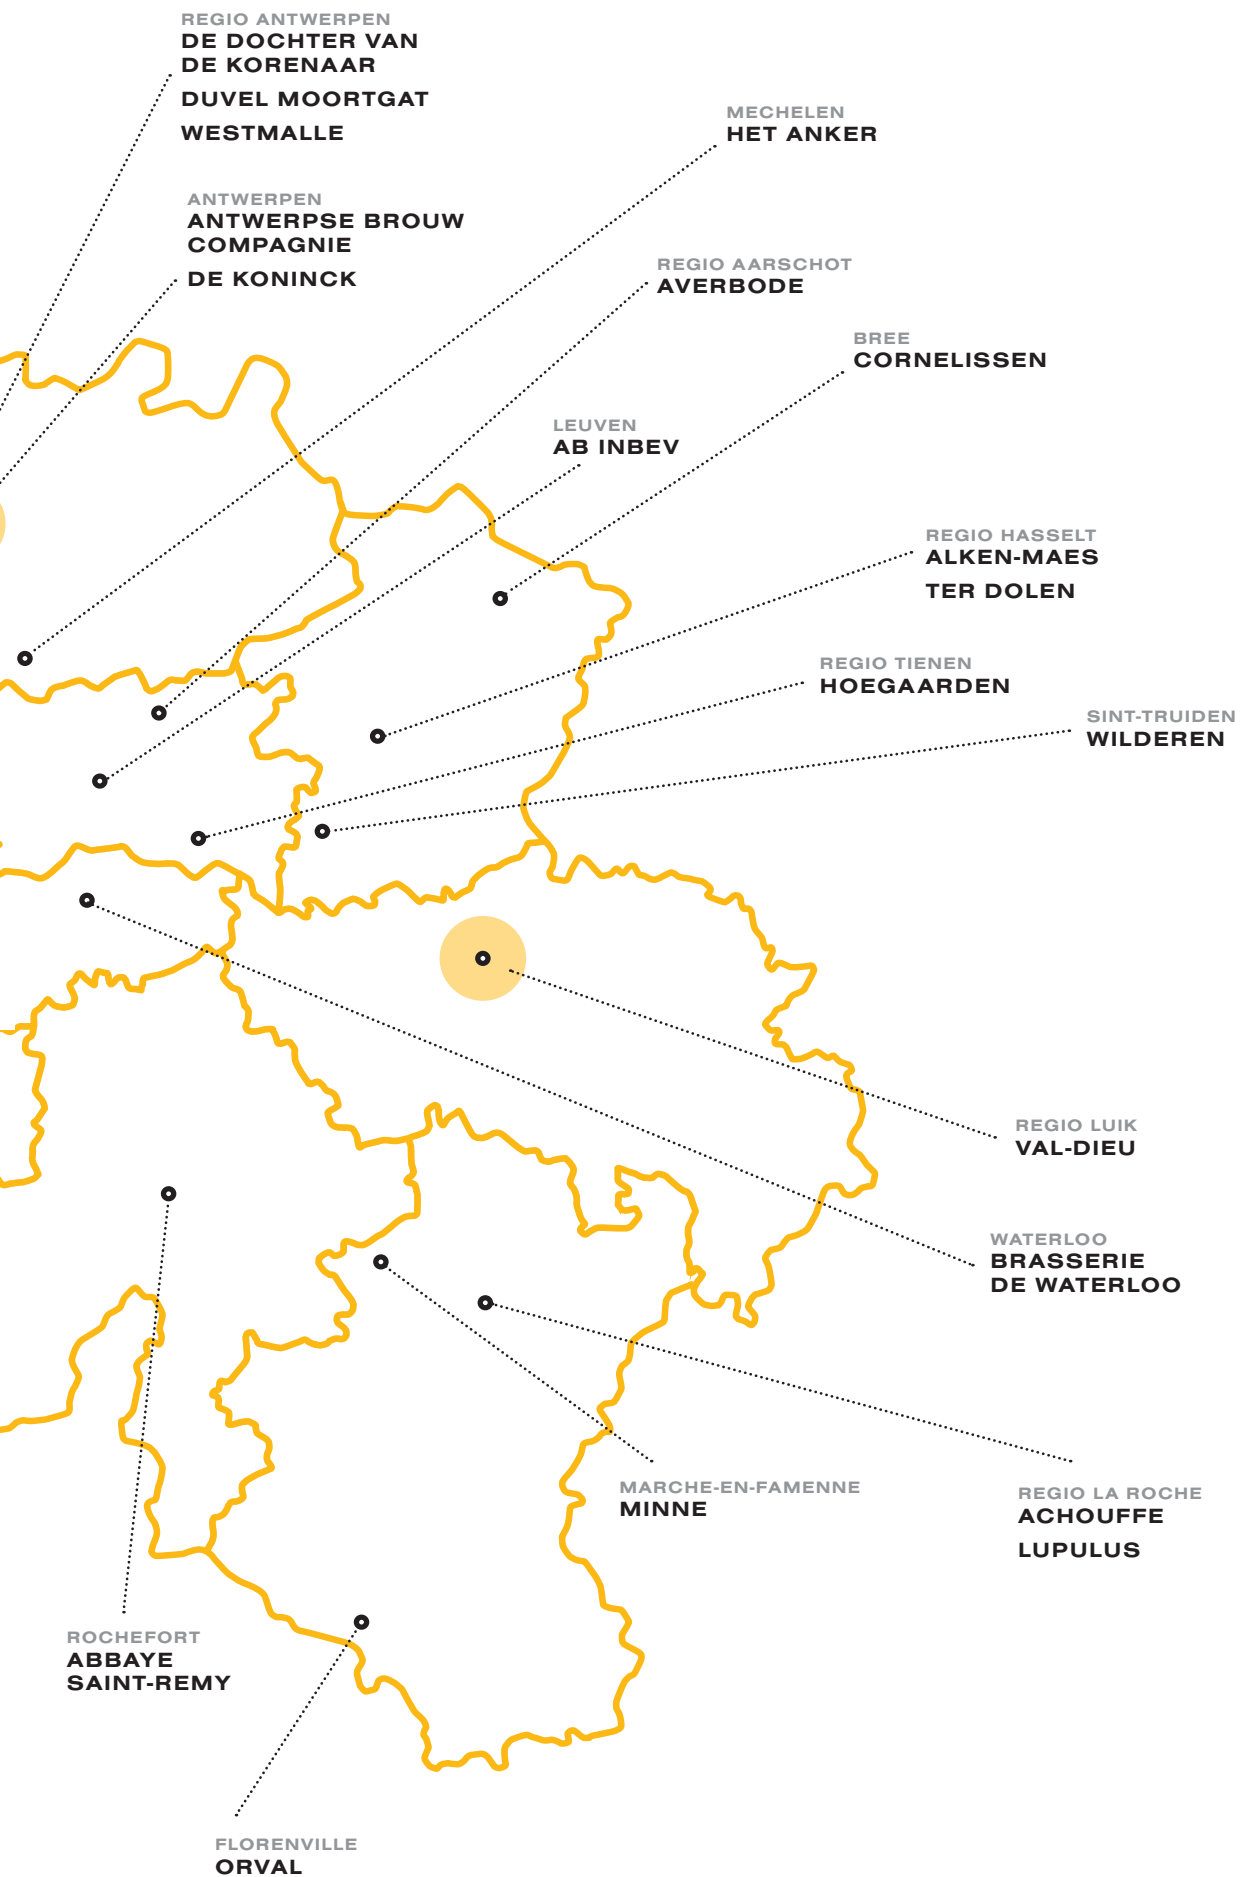 REGIO ANTWERPEN
DE DOCHTER VAN
DE KORENAAR
DUVEL MOORTGAT
WESTMALLE
MECHELEN
HET ANKER
ANTWERPEN
ANTWERPSE BROUW
COMPAGNIE
DE KONINCK
REGIO AARSCHOT
AVERBODE
BREE
CORNELISSEN
LEUVEN
AB INBEV
REGIO HASSELT
ALKEN-MAES
TER DOLEN
REGIO TIENEN
HOEGAARDEN
SINT-TRUIDEN
WILDEREN
REGIO LUIK
VAL-DIEU
WATERLOO
BRASSERIE
DE WATERLOO
MARCHE-EN-FAMENNE
MINNE
REGIO LA ROCHE
ACHOUFFE
LUPULUS
ROCHEFORT
ABBAYE
SAINT-REMY
FLORENVILLE
ORVAL